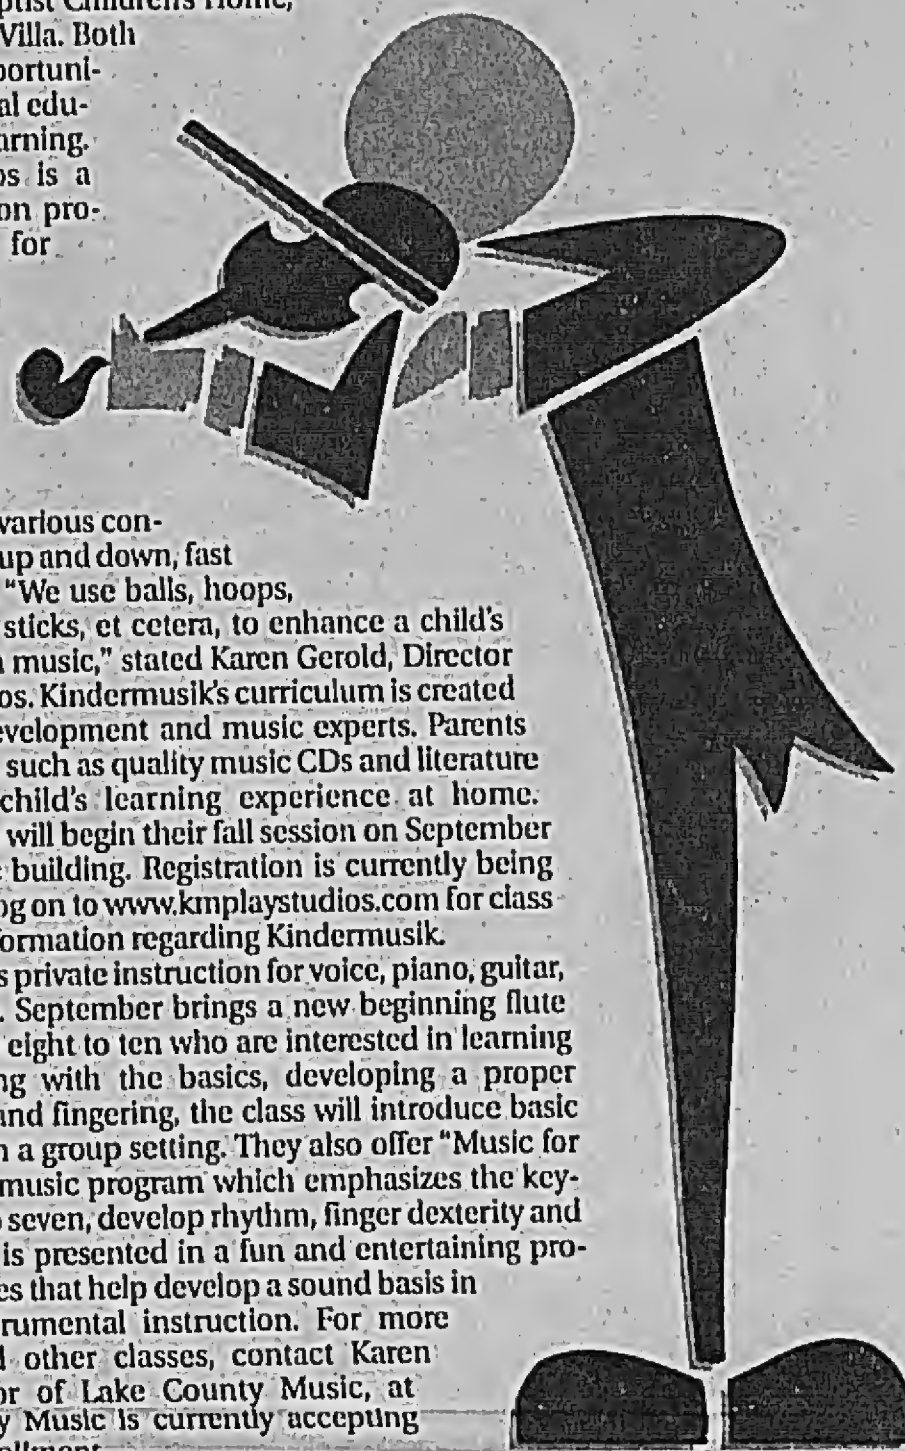 ptist Children's Home,
Villa. Both
portuni-
al edu-
arning.
os is a
on pro-
for
various con-
up and down, fast
"We use balls, hoops,
sticks, et cetera, to enhance a child's
n music," stated Karen Gerold, Director
os. Kindermusik's curriculum is created
evelopment and music experts. Parents
such as quality music CDs and literature
child's learning experience at home.
will begin their fall session on September
e building. Registration is currently being
og on to www.kmplaystudios.com for class
formation regarding Kindermusik.
s private instruction for voice, piano, guitar,
. September brings a new beginning flute
eight to ten who are interested in learning
ng with the basics, developing a proper
and fingering, the class will introduce basic
n a group setting. They also offer "Music for
music program which emphasizes the key-
o seven, develop rhythm, finger dexterity and
is presented in a fun and entertaining pro-
es that help develop a sound basis in
rumental instruction. For more
d other classes, contact Karen
or of Lake County Music, at
y Music is currently accepting
ollment